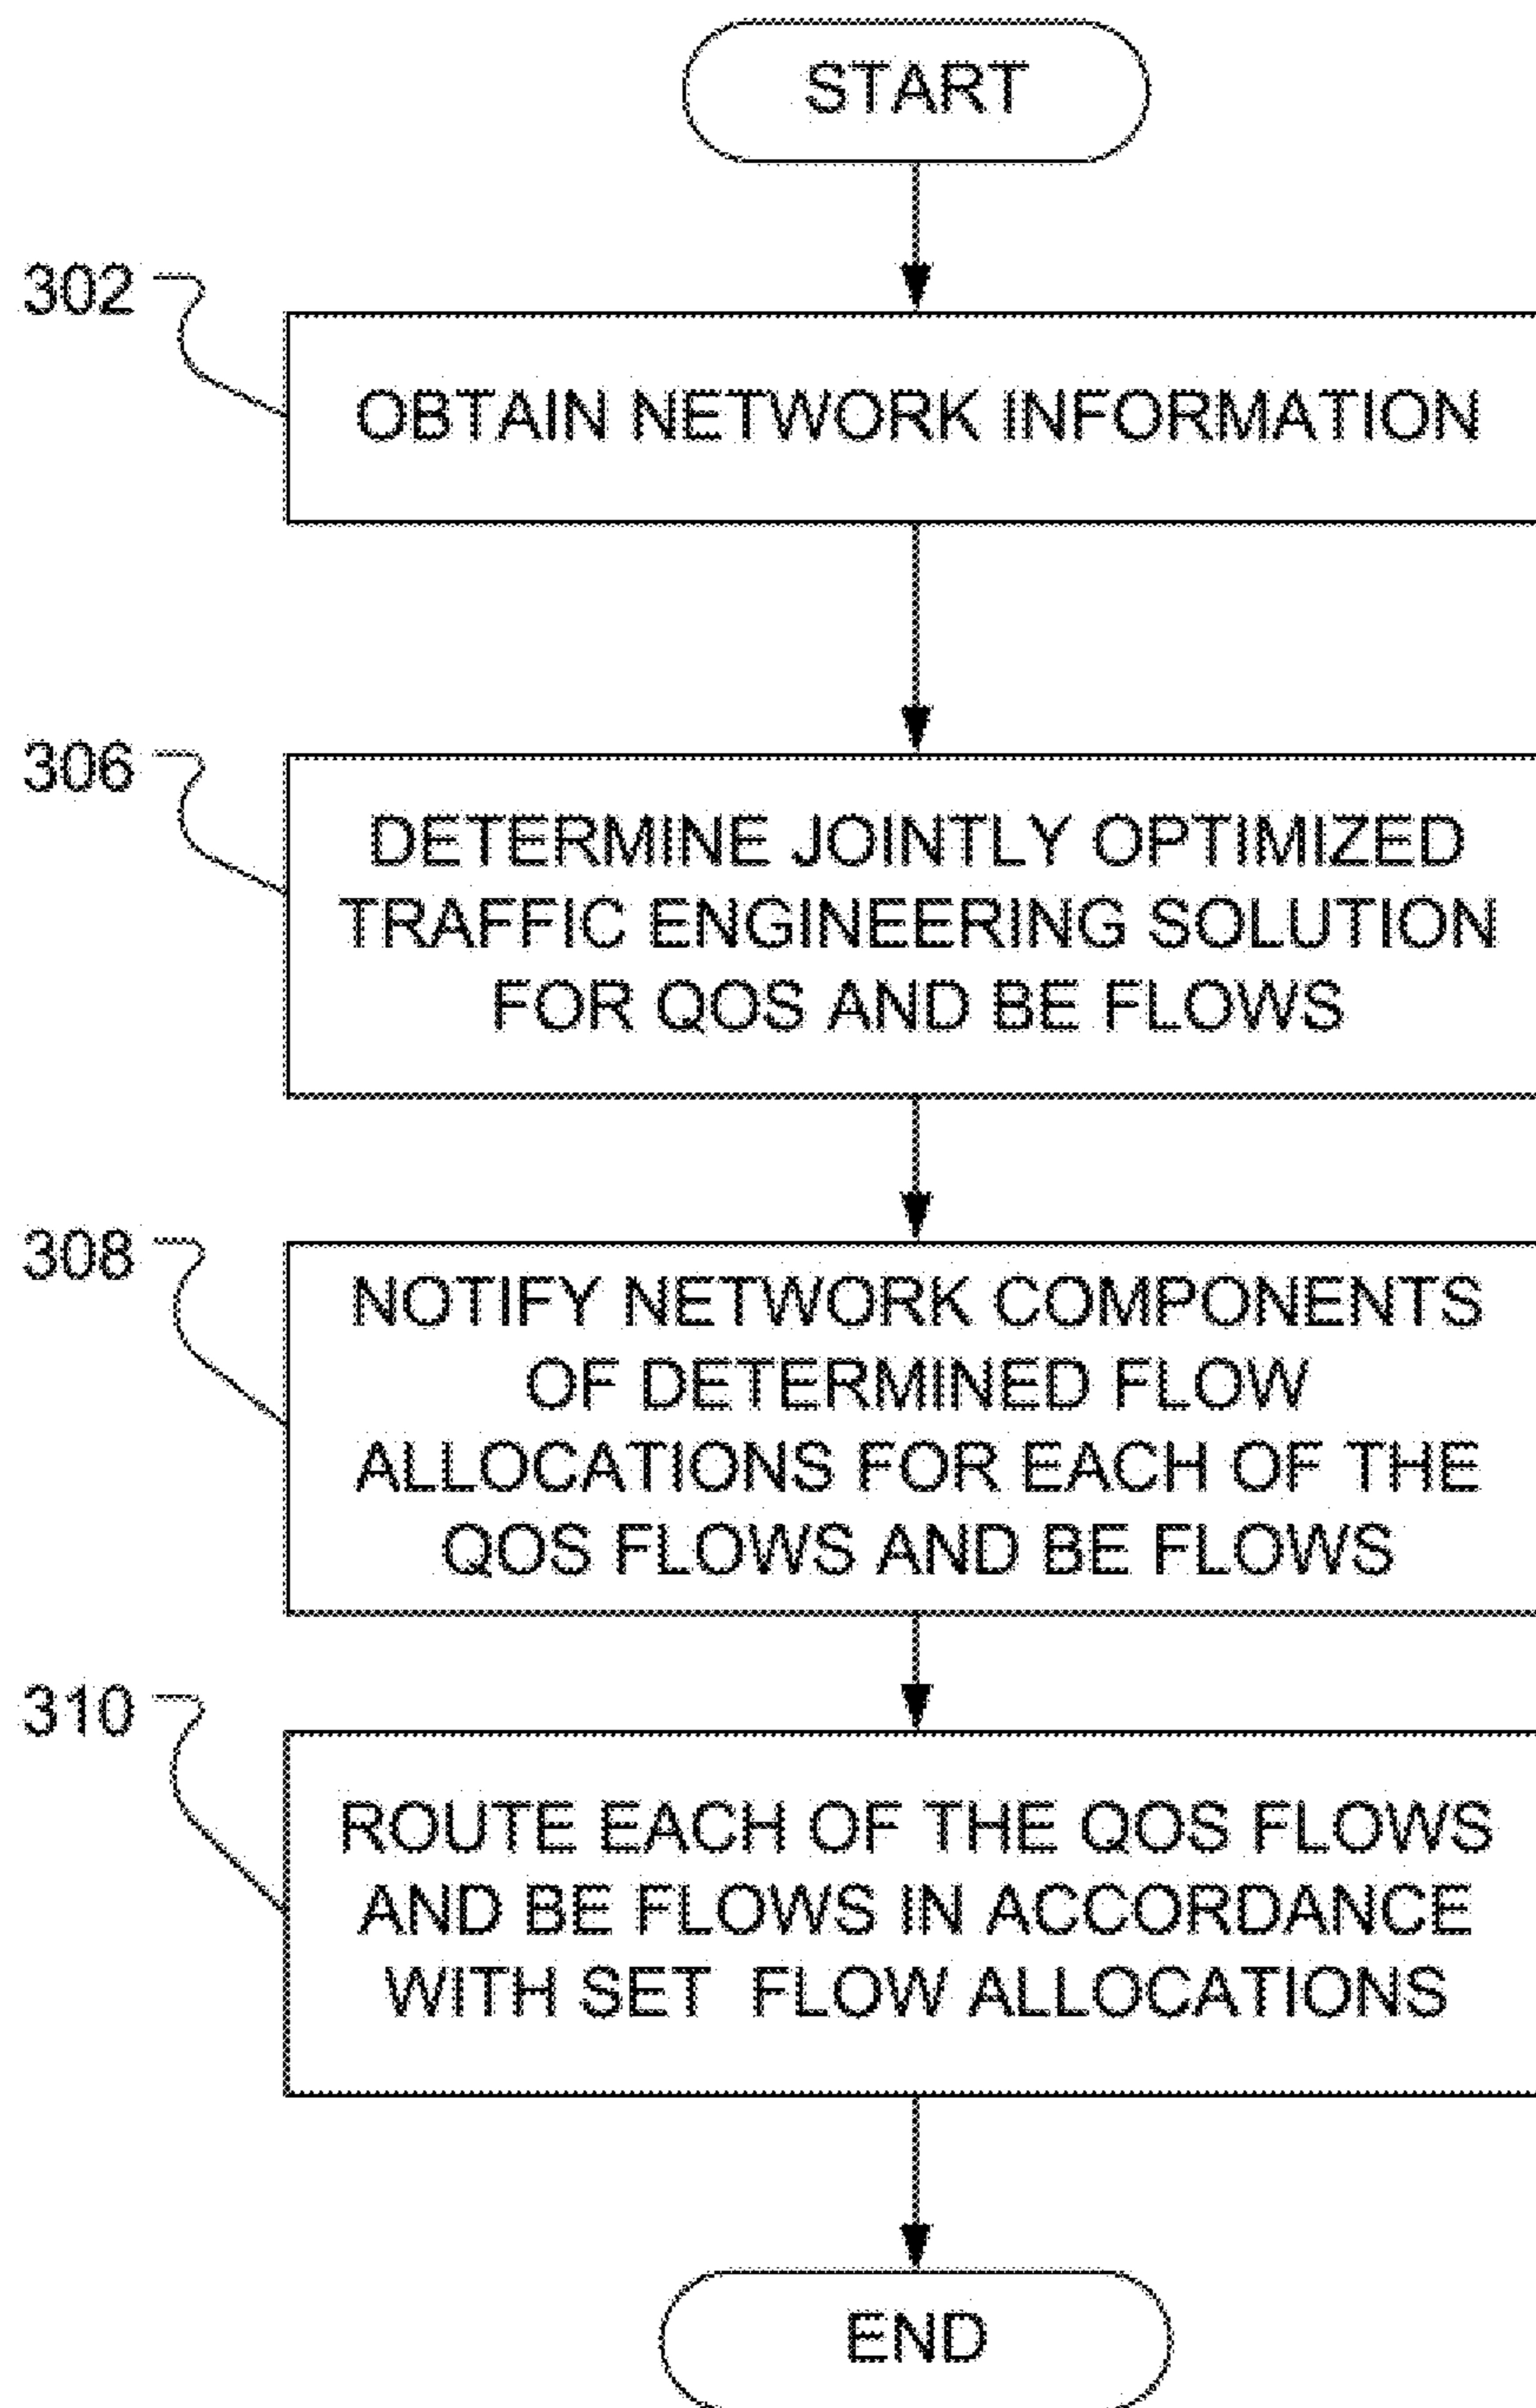 START
302
OBTAIN NETWORK INFORMATION
306
DETERMINE JOINTLY OPTIMIZED
TRAFFIC ENGINEERING SOLUTION
FOR QOS AND BE FLOWS
308
NOTIFY NETWORK COMPONENTS
OF DETERMINED FLOW
ALLOCATIONS FOR EACH OF THE
QOS FLOWS AND BE FLOWS
310
ROUTE EACH OF THE QOS FLOWS
AND BE FLOWS IN ACCORDANCE
WITH SET FLOW ALLOCATIONS
END